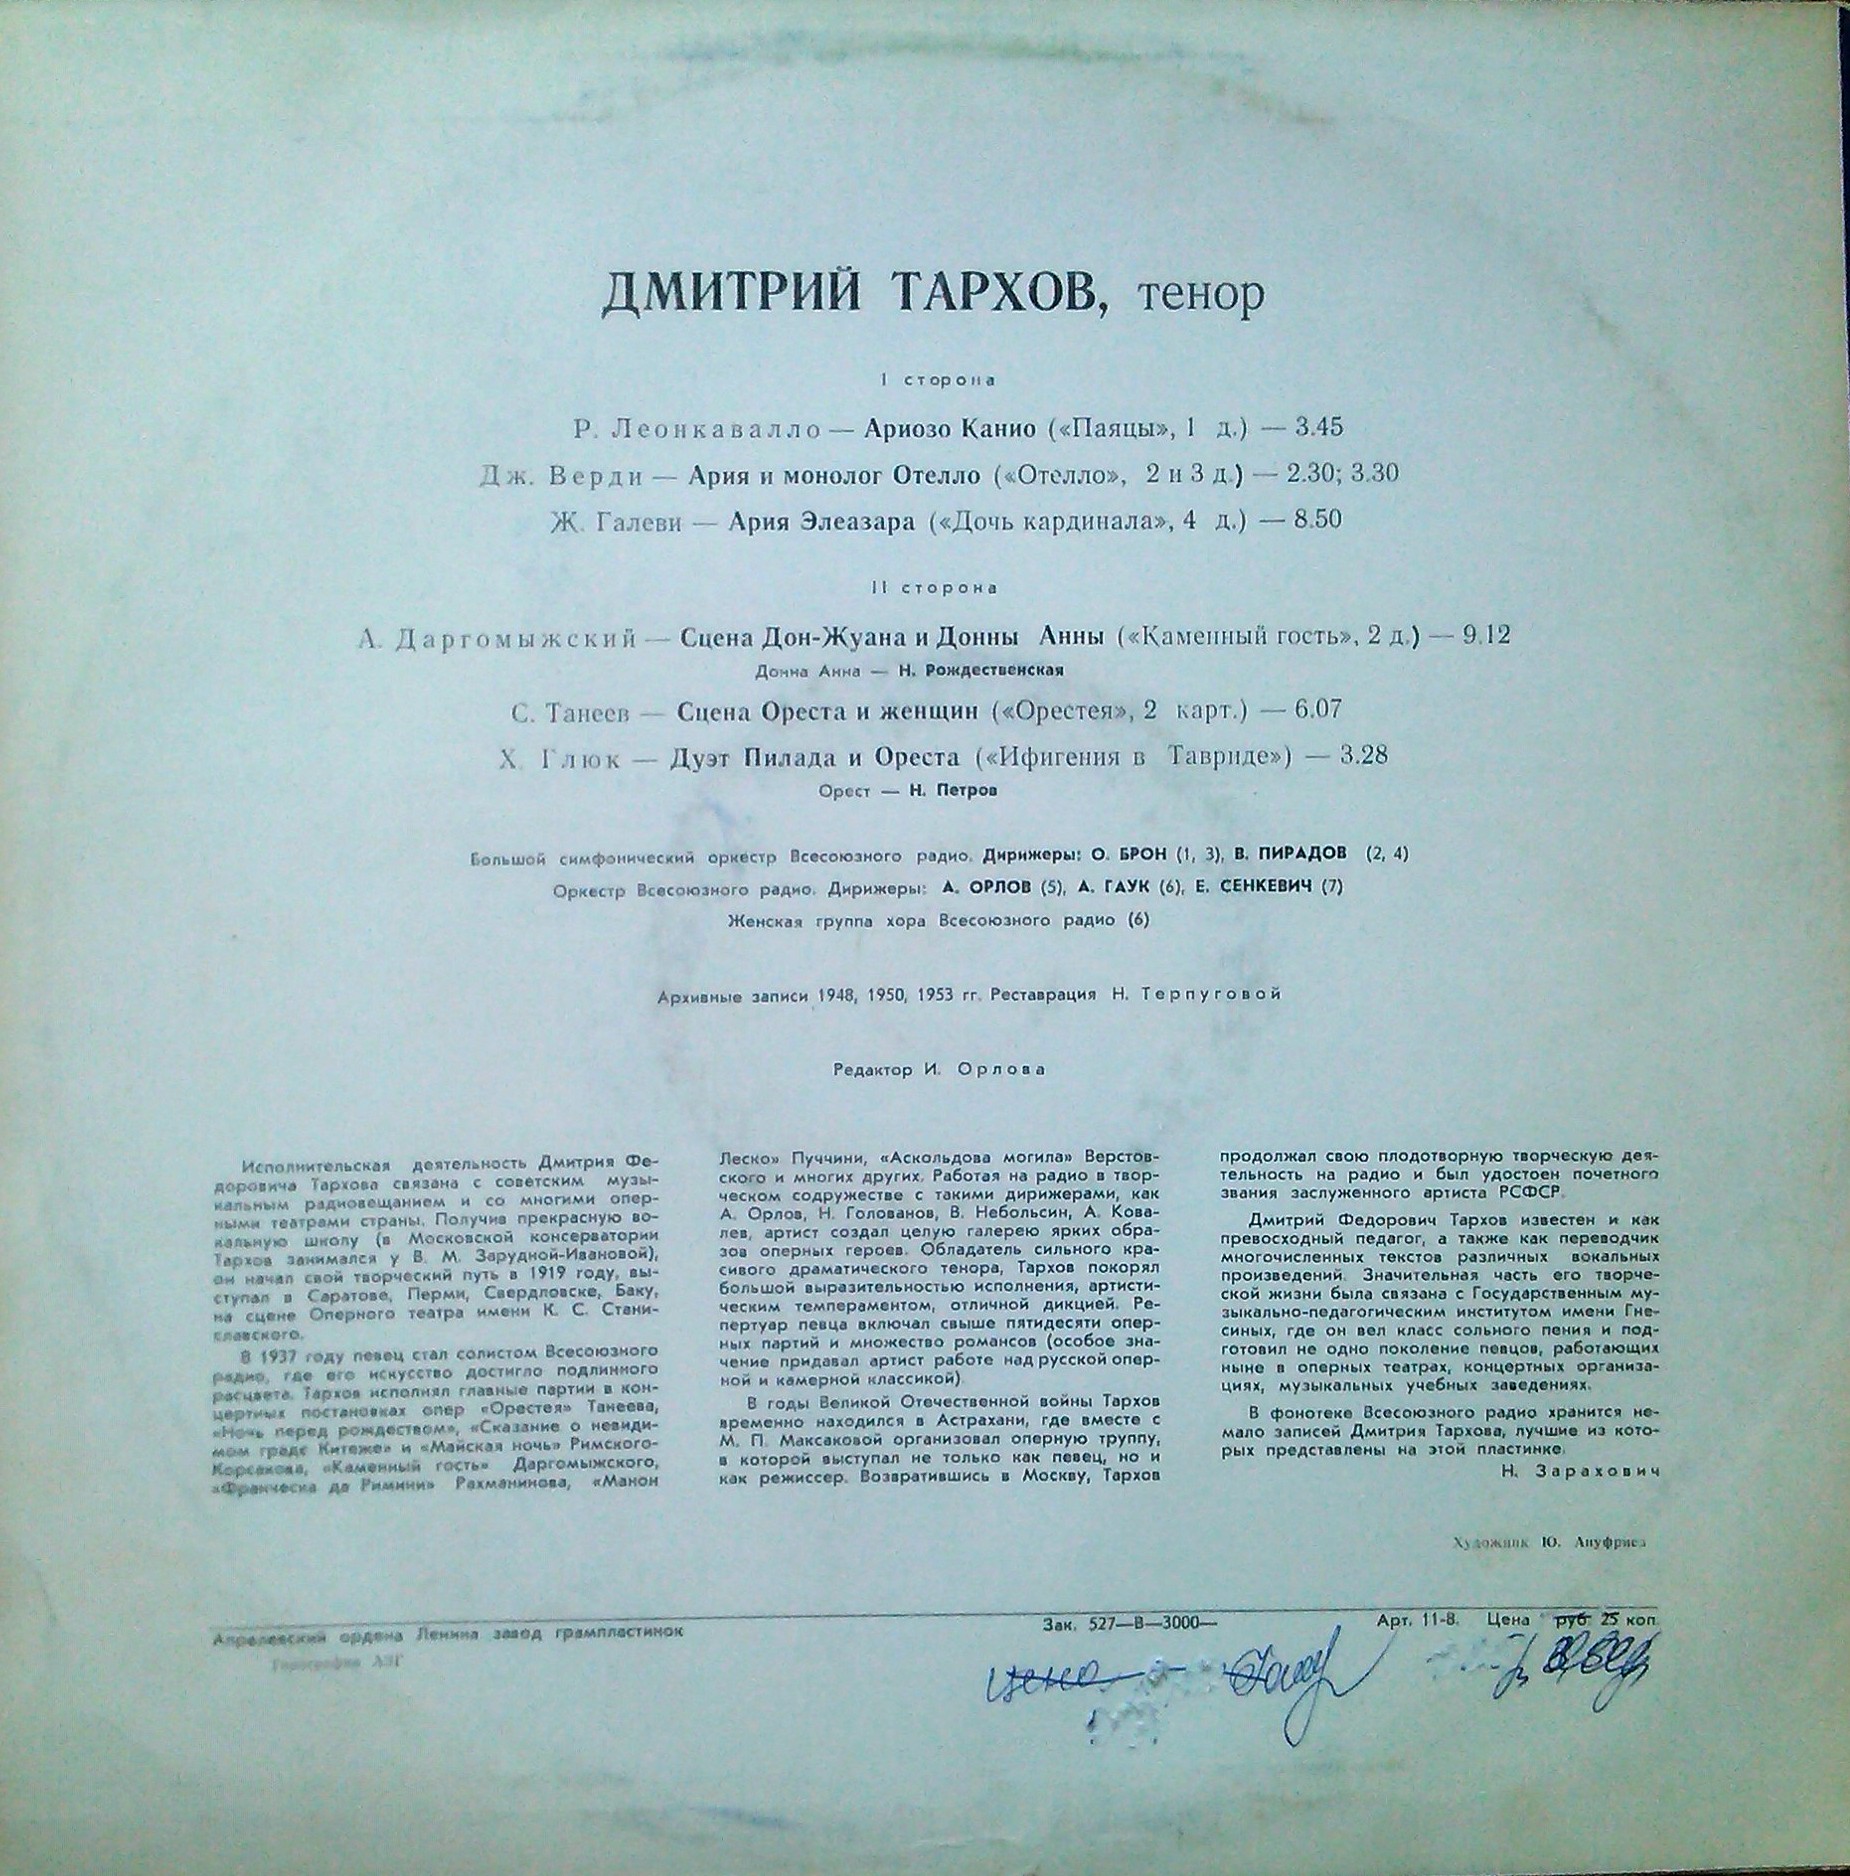 ДМИТРИЙ ТАРХОВ, тенор
I сторона
Р. Леонкавалло — Ариозо Канио («Паяцы», 1 д.) — 3.45
Дж. Верди — Ария и монолог Отелло («Отелло», 2 и 3 д.) — 2.30; 3.30
Ж. Галеви — Ария Элеазара («Дочь кардинала», 4 д.) — 8.50
II сторона
А. Даргомыжский — Сцена Дон-Жуана и Донны Анны («Каменный гость», 2 д.) — 9.12
Донна Анна — Н. Рождественская
С. Танеев — Сцена Ореста и женщин («Орестея», 2 карт.) — 6.07
Х. Глюк — Дуэт Пилада и Ореста («Ифигения в Тавриде») — 3.28
Орест — Н. Петров
Большой симфонический оркестр Всесоюзного радио. Дирижеры: О. БРОН (1, 3), В. ПИРАДОВ (2, 4)
Оркестр Всесоюзного радио. Дирижеры: А. ОРЛОВ (5), А. ГАУК (6), Е. СЕНКЕВИЧ (7)
Женская группа хора Всесоюзного радио (6)
Архивные записи 1948, 1950, 1953 гг. Реставрация Н. Терпуговой
Редактор И. Орлова
Исполнительская деятельность Дмитрия Фе-
доровича Тархова связана с советским музы-
кальным радиовещанием и со многими опер-
ными театрами страны. Получив прекрасную во-
кальную школу (в Московской консерватории
Тархов занимался у В. М. Зарудной-Ивановой),
он начал свой творческий путь в 1919 году, вы-
ступал в Саратове, Перми, Свердловске, Баку,
на сцене Оперного театра имени К. С. Стани-
славского.
В 1937 году певец стал солистом Всесоюзного
радио, где его искусство достигло подлинного
расцвета. Тархов исполнял главные партии в кон-
цертных постановках опер «Орестея» Танеева,
«Ночь перед рождеством», «Сказание о невиди-
мом граде Китеже» и «Майская ночь» Римского-
Корсакова, «Каменный гость» Даргомыжского,
«Франческа да Римини» Рахманинова, «Манон
Леско» Пуччини, «Аскольдова могила» Верстов-
ского и многих других. Работая на радио в твор-
ческом содружестве с такими дирижерами, как
А. Орлов, Н. Голованов, В. Небольсин, А. Кова-
лев, артист создал целую галерею ярких обра-
зов оперных героев. Обладатель сильного кра-
сивого драматического тенора, Тархов покорял
большой выразительностью исполнения, артисти-
ческим темпераментом, отличной дикцией. Ре-
пертуар певца включал свыше пятидесяти опер-
ных партий и множество романсов (особое зна-
чение придавал артист работе над русской опер-
ной и камерной классикой).
В годы Великой Отечественной войны Тархов
временно находился в Астрахани, где вместе с
М. П. Максаковой организовал оперную труппу,
в которой выступал не только как певец, но и
как режиссер. Возвратившись в Москву, Тархов
продолжал свою плодотворную творческую дея-
тельность на радио и был удостоен почетного
звания заслуженного артиста РСФСР.
Дмитрий Федорович Тархов известен и как
превосходный педагог, а также как переводчик
многочисленных текстов различных вокальных
произведений. Значительная часть его творче-
ской жизни была связана с Государственным му-
зыкально-педагогическим институтом имени Гне-
синых, где он вел класс сольного пения и под-
готовил не одно поколение певцов, работающих
ныне в оперных театрах, концертных организа-
циях, музыкальных учебных заведениях.
В фонотеке Всесоюзного радио хранится не-
мало записей Дмитрия Тархова, лучшие из кото-
рых представлены на этой пластинке.
Н. Зарахович
Художник Ю. Ануфриев
Апрелевский ордена Ленина завод грампластинок
Зак. 527—В—3000—
Арт. 11-8. Цена руб. 25 коп.
Типография АЗГ
цена